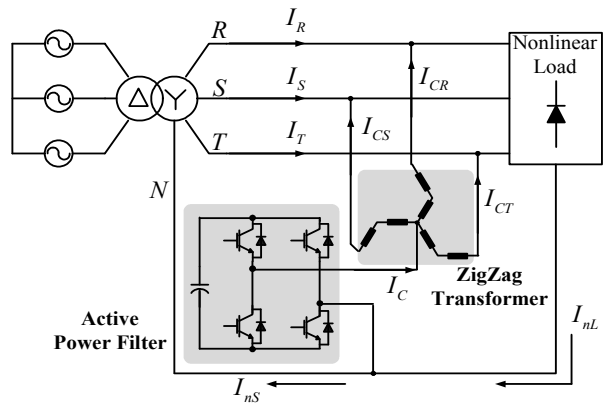 R
I_R
Nonlinear
Load
I_CR
S
I_S
I_CS
T
I_T
N
I_CT
ZigZag
Transformer
I_C
Active
Power Filter
I_nL
I_nS